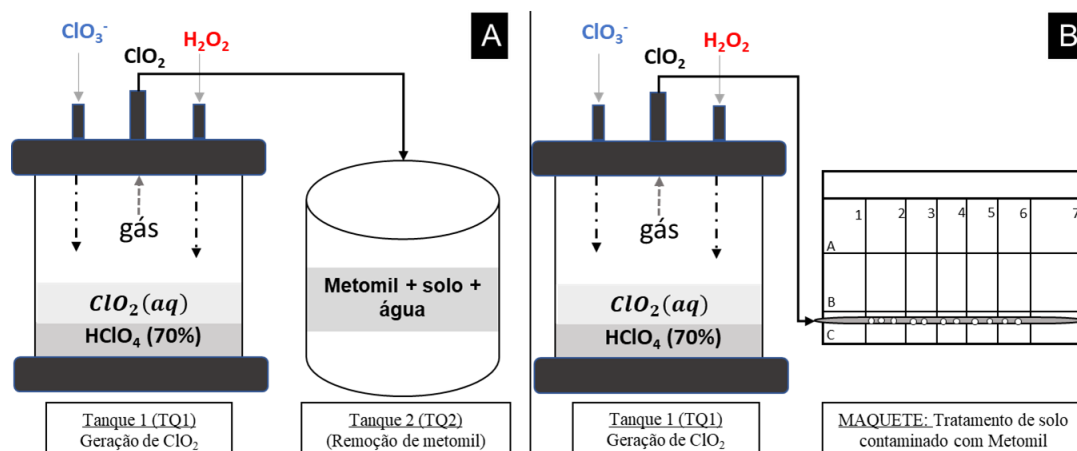 A
ClO₃⁻
ClO₂
H₂O₂
gás
ClO₂(aq)
HClO₄ (70%)
Metomil + solo +
água
Tanque 1 (TQ1)
Geração de ClO₂
Tanque 2 (TQ2)
(Remoção de metomil)
B
ClO₃⁻
ClO₂
H₂O₂
gás
ClO₂(aq)
HClO₄ (70%)
1 2 3 4 5 6 7
A
B
C
Tanque 1 (TQ1)
Geração de ClO₂
MAQUETE: Tratamento de solo
contaminado com Metomil